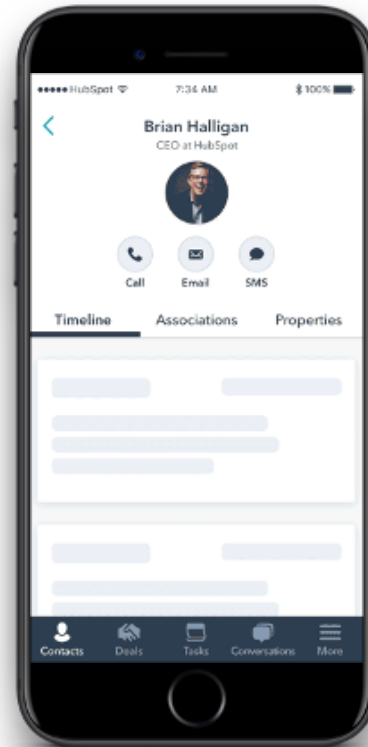 HubSpot 7:34 AM 100%
Brian Halligan
CEO at HubSpot
Call Email SMS
Timeline Associations Properties
Contacts Deals Tasks Conversations More